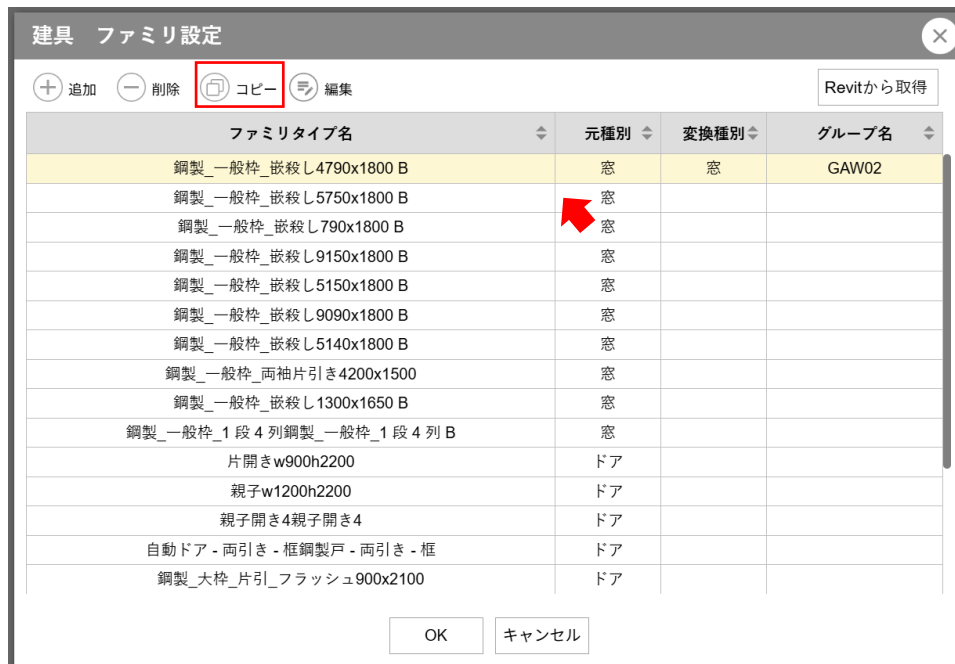 建具　ファミリ設定
追加 削除 コピー 編集 Revitから取得
ファミリタイプ名 元種別 変換種別 グループ名
鋼製_一般枠_嵌殺し4790x1800 B 窓 窓 GAW02
鋼製_一般枠_嵌殺し5750x1800 B 窓
鋼製_一般枠_嵌殺し790x1800 B 窓
鋼製_一般枠_嵌殺し9150x1800 B 窓
鋼製_一般枠_嵌殺し5150x1800 B 窓
鋼製_一般枠_嵌殺し9090x1800 B 窓
鋼製_一般枠_嵌殺し5140x1800 B 窓
鋼製_一般枠_両袖片引き4200x1500 窓
鋼製_一般枠_嵌殺し1300x1650 B 窓
鋼製_一般枠_1 段 4 列鋼製_一般枠_1 段 4 列 B 窓
片開きw900h2200 ドア
親子w1200h2200 ドア
親子開き4親子開き4 ドア
自動ドア - 両引き - 框鋼製戸 - 両引き - 框 ドア
鋼製_大枠_片引_フラッシュ900x2100 ドア
OK キャンセル